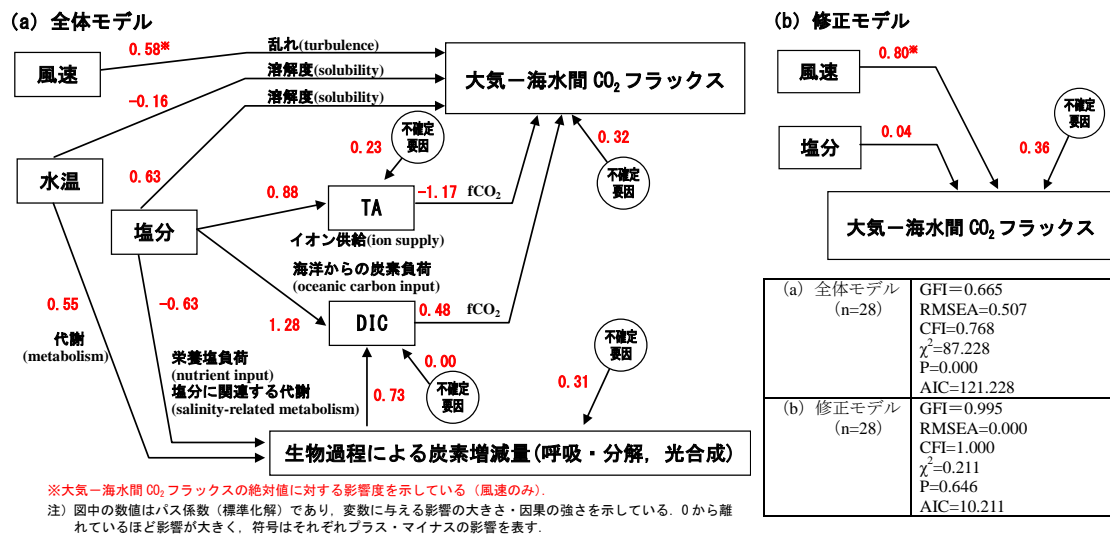 (a) 全体モデル
風速
0.58※
乱れ(turbulence)
-0.16
溶解度(solubility)
溶解度(solubility)
大気－海水間 CO₂ フラックス
水温
0.63
塩分
0.88
0.23
不確定
要因
TA
-1.17
fCO₂
0.32
不確定
要因
イオン供給(ion supply)
海洋からの炭素負荷
(oceanic carbon input)
0.55
代謝
(metabolism)
-0.63
1.28
DIC
0.48
fCO₂
栄養塩負荷
(nutrient input)
塩分に関連する代謝
(salinity-related metabolism)
0.73
0.00
不確定
要因
0.31
不確定
要因
生物過程による炭素増減量(呼吸・分解，光合成)
※大気－海水間 CO₂ フラックスの絶対値に対する影響度を示している（風速のみ）．
注）図中の数値はパス係数（標準化解）であり，変数に与える影響の大きさ・因果の強さを示している．0 から離
れているほど影響が大きく，符号はそれぞれプラス・マイナスの影響を表す．
(b) 修正モデル
風速
0.80※
塩分
0.04
不確定
要因
0.36
大気－海水間 CO₂ フラックス
(a) 全体モデル
(n=28)
GFI＝0.665
RMSEA=0.507
CFI=0.768
χ²=87.228
P=0.000
AIC=121.228
(b) 修正モデル
(n=28)
GFI＝0.995
RMSEA=0.000
CFI=1.000
χ²=0.211
P=0.646
AIC=10.211